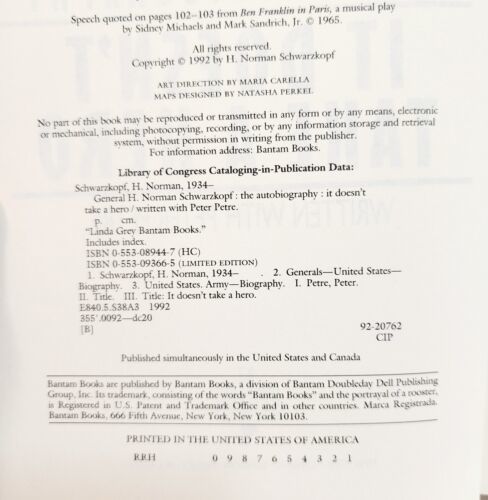 Speech quoted on pages 102–103 from Ben Franklin in Paris, a musical play
by Sidney Michaels and Mark Sandrich, Jr. © 1965.
All rights reserved.
Copyright © 1992 by H. Norman Schwarzkopf
ART DIRECTION BY MARIA CARELLA
MAPS DESIGNED BY NATASHA PERKEL
No part of this book may be reproduced or transmitted in any form or by any means, electronic
or mechanical, including photocopying, recording, or by any information storage and retrieval
system, without permission in writing from the publisher.
For information address: Bantam Books.
Library of Congress Cataloging-in-Publication Data:
Schwarzkopf, H. Norman, 1934–
General H. Norman Schwarzkopf : the autobiography : it doesn't
take a hero / written with Peter Petre.
p. cm.
"Linda Grey Bantam Books."
Includes index.
ISBN 0-553-08944-7 (HC)
ISBN 0-553-09366-5 (LIMITED EDITION)
1. Schwarzkopf, H. Norman, 1934– . 2. Generals—United States—
Biography. 3. United States. Army—Biography. I. Petre, Peter.
II. Title. III. Title: It doesn't take a hero.
E840.5.S38A3 1992
355'.0092—dc20
[B] 92-20762
CIP
Published simultaneously in the United States and Canada
Bantam Books are published by Bantam Books, a division of Bantam Doubleday Dell Publishing
Group, Inc. Its trademark, consisting of the words "Bantam Books" and the portrayal of a rooster,
is Registered in U.S. Patent and Trademark Office and in other countries. Marca Registrada.
Bantam Books, 666 Fifth Avenue, New York, New York 10103.
PRINTED IN THE UNITED STATES OF AMERICA
RRH 0 9 8 7 6 5 4 3 2 1